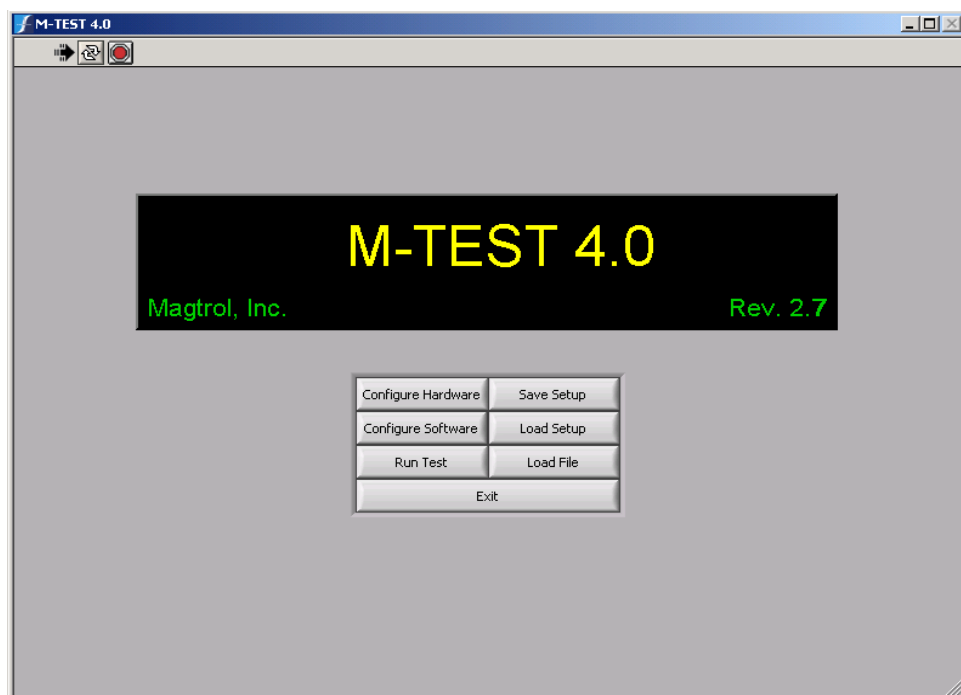 M-TEST 4.0
M-TEST 4.0
Magtrol, Inc. Rev. 2.7
Configure Hardware Save Setup
Configure Software Load Setup
Run Test Load File
Exit